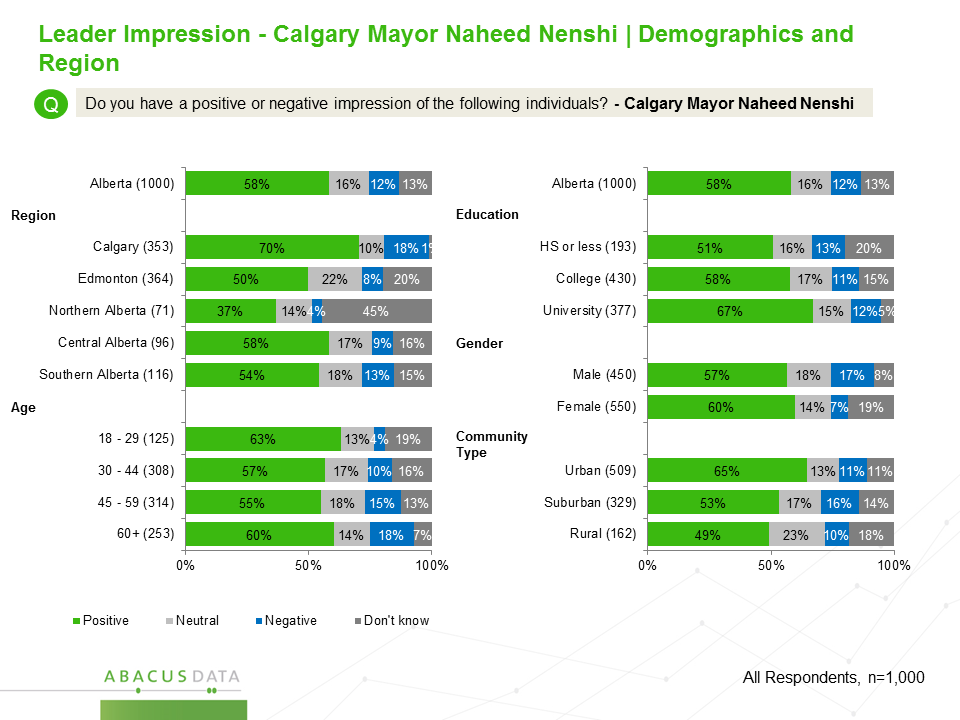 Leader Impression - Calgary Mayor Naheed Nenshi | Demographics and
Region
Q
Do you have a positive or negative impression of the following individuals? - Calgary Mayor Naheed Nenshi
Alberta (1000) 58% 16% 12% 13%
Region
Calgary (353) 70% 10% 18% 1%
Edmonton (364) 50% 22% 8% 20%
Northern Alberta (71) 37% 14% 4% 45%
Central Alberta (96) 58% 17% 9% 16%
Southern Alberta (116) 54% 18% 13% 15%
Age
18 - 29 (125) 63% 13% 4% 19%
30 - 44 (308) 57% 17% 10% 16%
45 - 59 (314) 55% 18% 15% 13%
60+ (253) 60% 14% 18% 7%
0% 50% 100%
Alberta (1000) 58% 16% 12% 13%
Education
HS or less (193) 51% 16% 13% 20%
College (430) 58% 17% 11% 15%
University (377) 67% 15% 12% 5%
Gender
Male (450) 57% 18% 17% 8%
Female (550) 60% 14% 7% 19%
Community
Type
Urban (509) 65% 13% 11% 11%
Suburban (329) 53% 17% 16% 14%
Rural (162) 49% 23% 10% 18%
0% 50% 100%
Positive Neutral Negative Don't know
ABACUS DATA
All Respondents, n=1,000